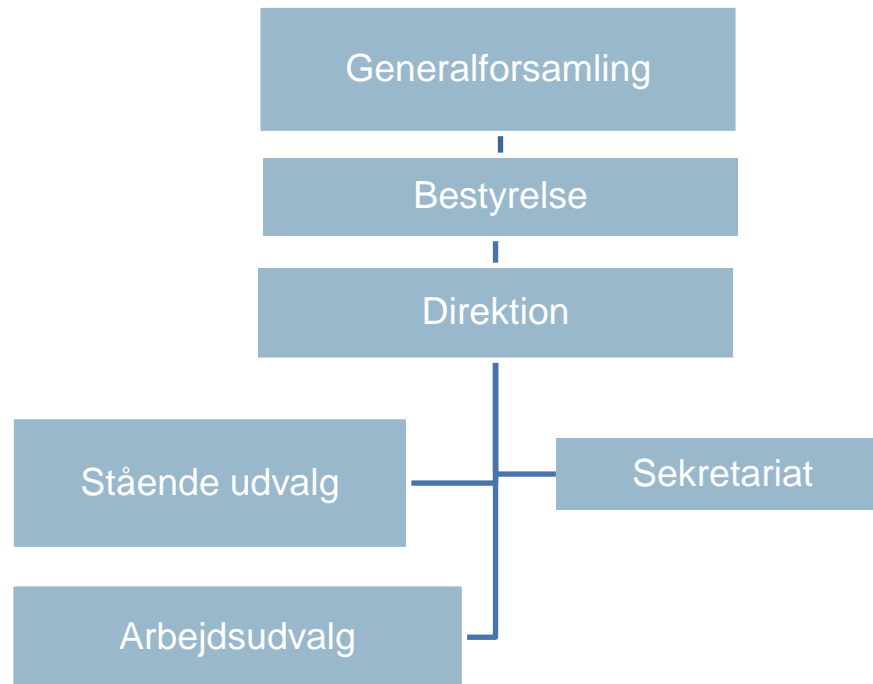 Generalforsamling
Bestyrelse
Direktion
Stående udvalg
Sekretariat
Arbejdsudvalg